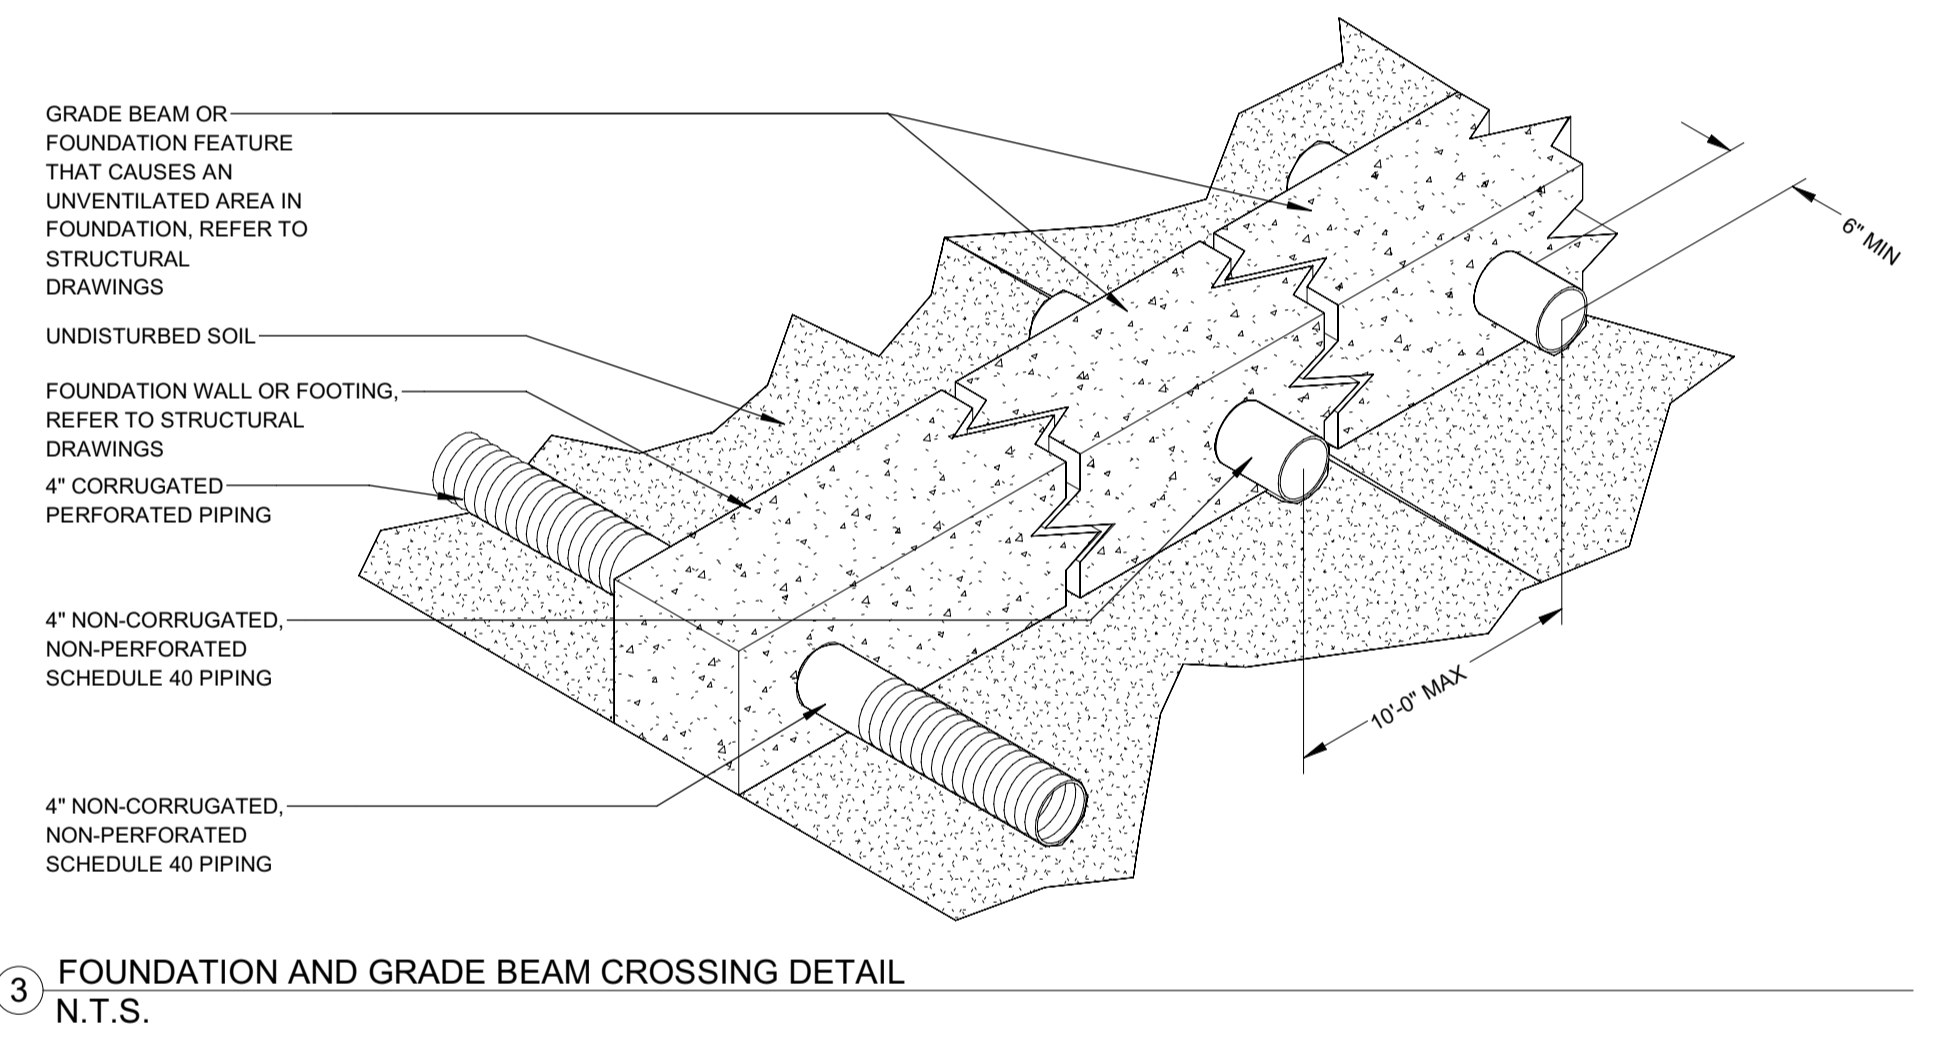 GRADE BEAM OR
FOUNDATION FEATURE
THAT CAUSES AN
UNVENTILATED AREA IN
FOUNDATION, REFER TO
STRUCTURAL
DRAWINGS
UNDISTURBED SOIL
FOUNDATION WALL OR FOOTING,
REFER TO STRUCTURAL
DRAWINGS
4" CORRUGATED
PERFORATED PIPING
4" NON-CORRUGATED,
NON-PERFORATED
SCHEDULE 40 PIPING
4" NON-CORRUGATED,
NON-PERFORATED
SCHEDULE 40 PIPING
6" MIN
10'-0" MAX
3
FOUNDATION AND GRADE BEAM CROSSING DETAIL
N.T.S.